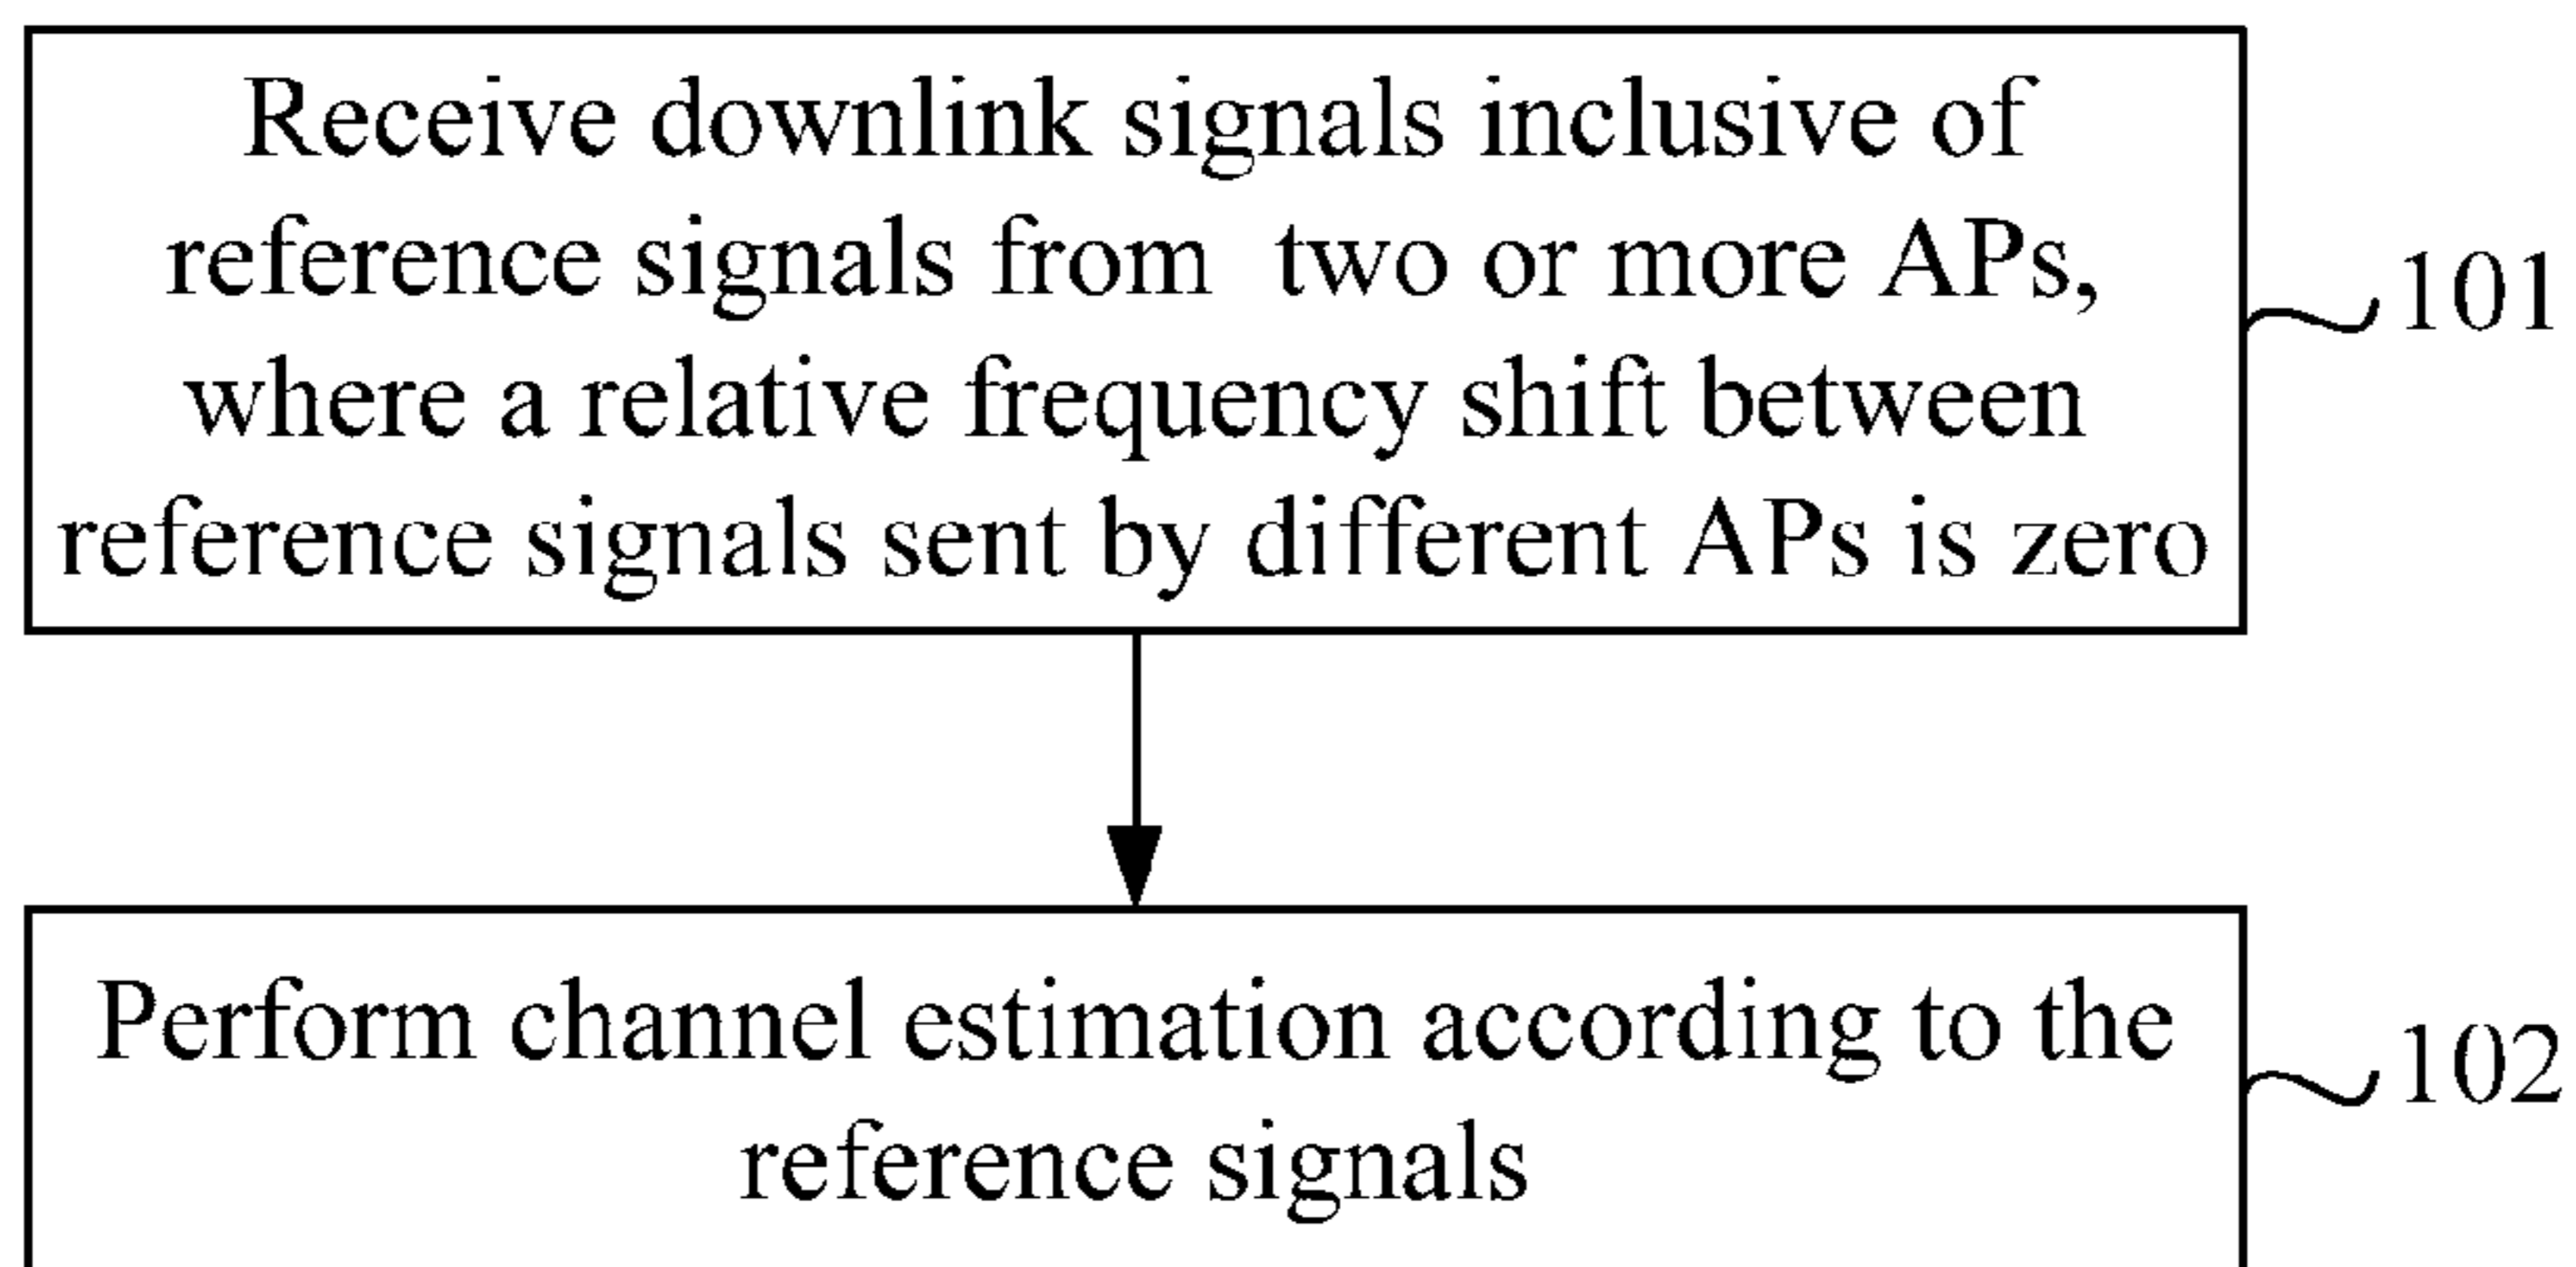 Receive downlink signals inclusive of
reference signals from two or more APs,
where a relative frequency shift between
reference signals sent by different APs is zero
101
Perform channel estimation according to the
reference signals
102